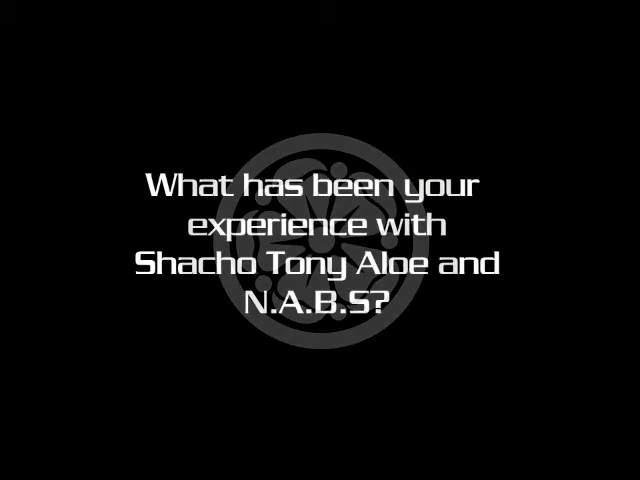 What has been your
experience with
Shacho Tony Aloe and
N.A.B.S?